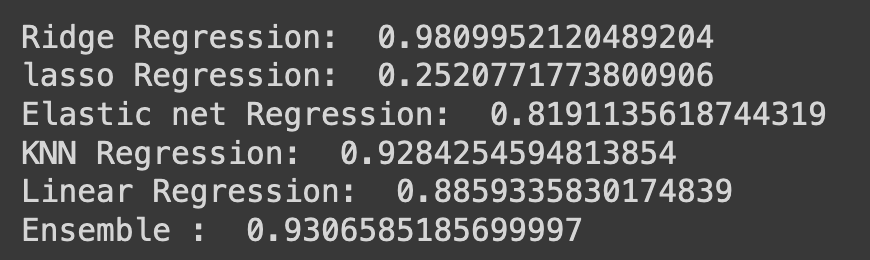 Ridge Regression:  0.9809952120489204
lasso Regression:  0.2520771773800906
Elastic net Regression:  0.8191135618744319
KNN Regression:  0.9284254594813854
Linear Regression:  0.8859335830174839
Ensemble :  0.9306585185699997